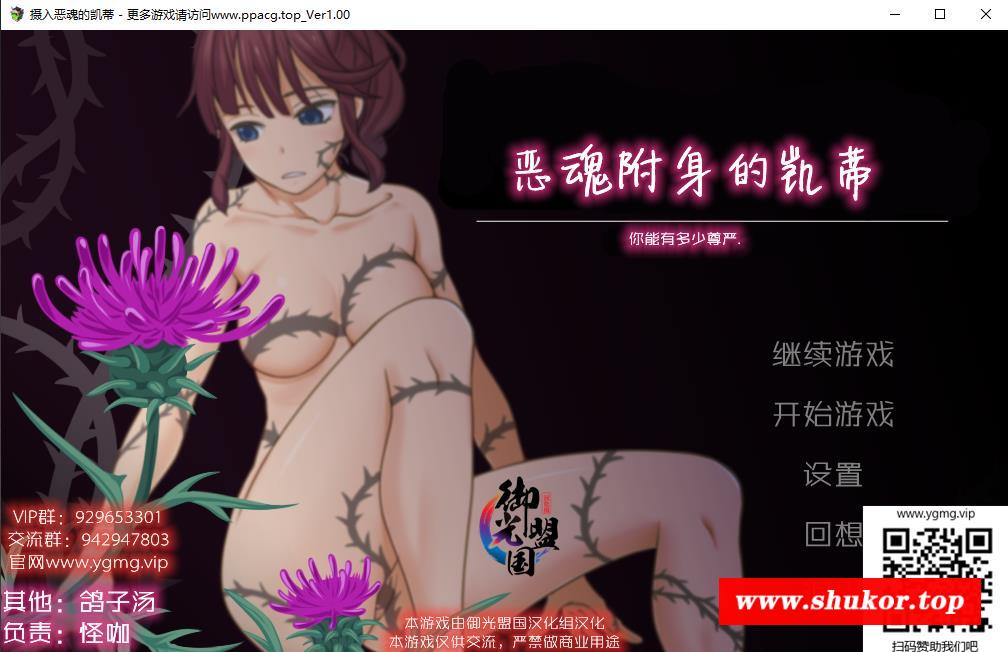 摄入恶魂的凯蒂 - 更多游戏请访问www.ppacg.top_Ver1.00
恶魂附身的凯蒂
你能有多少尊严.
继续游戏
开始游戏
设置
回想
御光盟国
VIP群：929653301
交流群：942947803
官网www.ygmg.vip
其他：鸽子汤
负责：怪咖
本游戏由御光盟国汉化组汉化
本游戏仅供交流，严禁做商业用途
www.ygmg.vip
www.shukor.top
扫码赞助我们吧